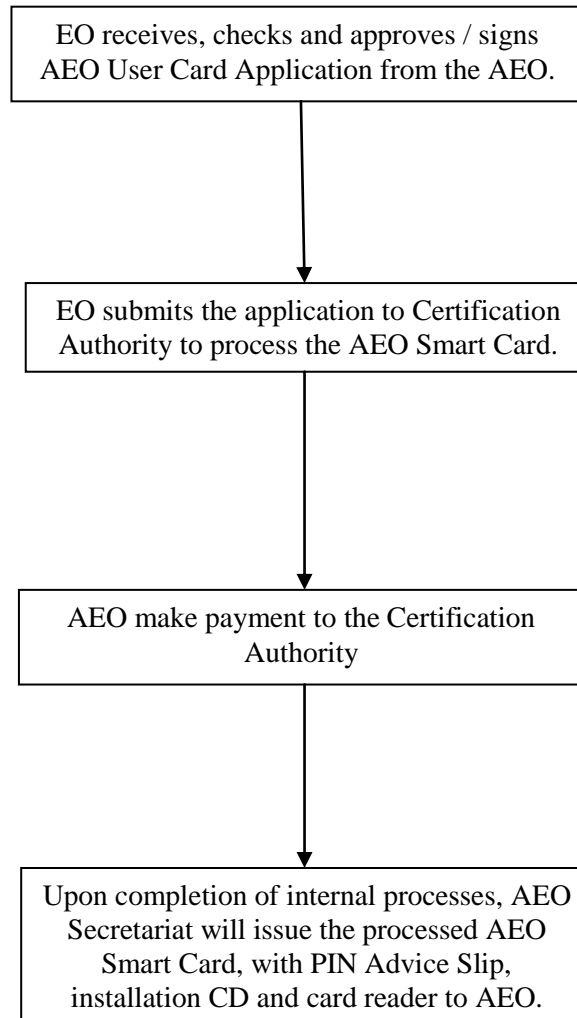 EO receives, checks and approves / signs
AEO User Card Application from the AEO.
EO submits the application to Certification
Authority to process the AEO Smart Card.
AEO make payment to the Certification
Authority
Upon completion of internal processes, AEO
Secretariat will issue the processed AEO
Smart Card, with PIN Advice Slip,
installation CD and card reader to AEO.